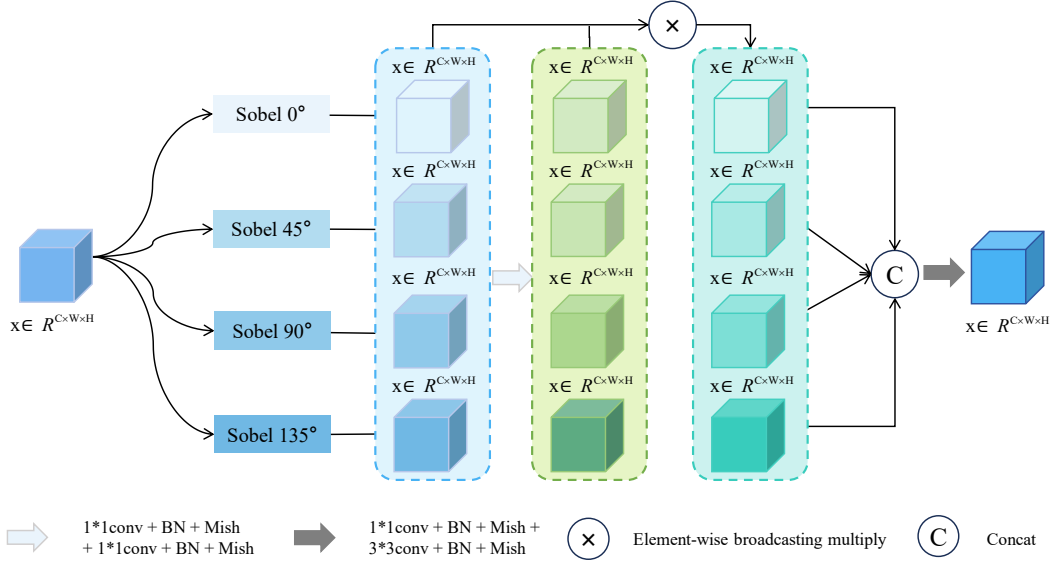 ×
x∈ R^C×W×H
x∈ R^C×W×H
x∈ R^C×W×H
Sobel 0°
x∈ R^C×W×H
x∈ R^C×W×H
x∈ R^C×W×H
Sobel 45°
x∈ R^C×W×H
x∈ R^C×W×H
x∈ R^C×W×H
C
x∈ R^C×W×H
Sobel 90°
x∈ R^C×W×H
x∈ R^C×W×H
x∈ R^C×W×H
x∈ R^C×W×H
Sobel 135°
1*1conv + BN + Mish
+ 1*1conv + BN + Mish
1*1conv + BN + Mish +
3*3conv + BN + Mish
×
Element-wise broadcasting multiply
C
Concat